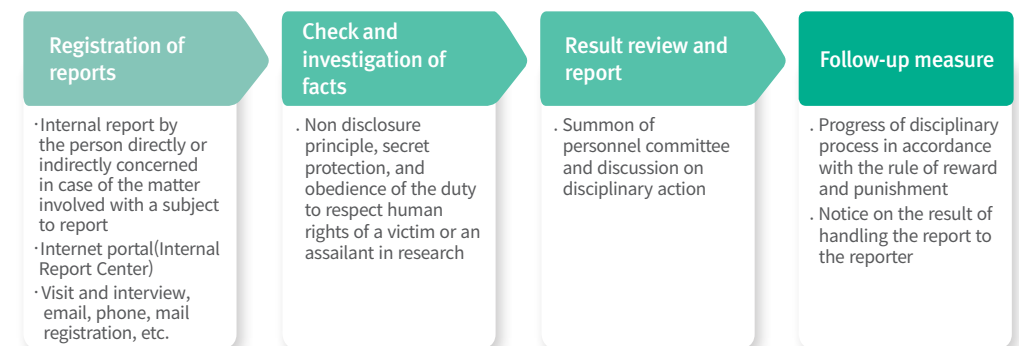 Registration of
reports
·Internal report by
the person directly or
indirectly concerned
in case of the matter
involved with a subject
to report
·Internet portal(Internal
Report Center)
·Visit and interview,
email, phone, mail
registration, etc.
Check and
investigation of
facts
. Non disclosure
principle, secret
protection, and
obedience of the duty
to respect human
rights of a victim or an
assailant in research
Result review and
report
. Summon of
personnel committee
and discussion on
disciplinary action
Follow-up measure
. Progress of disciplinary
process in accordance
with the rule of reward
and punishment
. Notice on the result of
handling the report to
the reporter